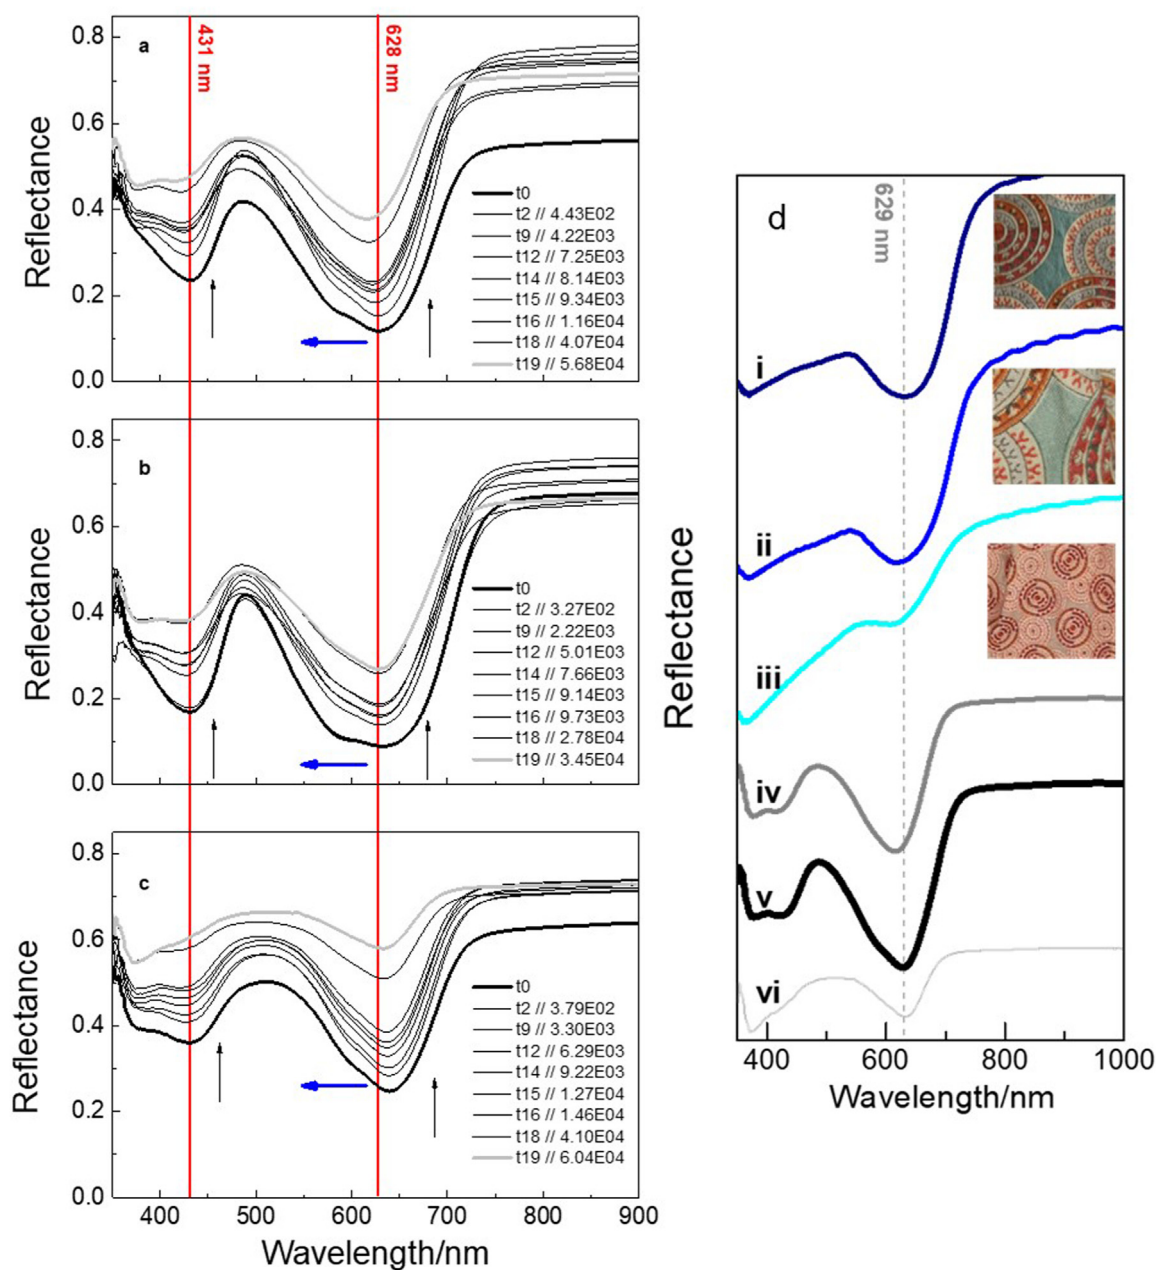 a
431 nm
628 nm
Reflectance
0.8
0.6
0.4
0.2
0.0
t0
t2 // 4.43E02
t9 // 4.22E03
t12 // 7.25E03
t14 // 8.14E03
t15 // 9.34E03
t16 // 1.16E04
t18 // 4.07E04
t19 // 5.68E04
b
Reflectance
0.8
0.6
0.4
0.2
0.0
t0
t2 // 3.27E02
t9 // 2.22E03
t12 // 5.01E03
t14 // 7.66E03
t15 // 9.14E03
t16 // 9.73E03
t18 // 2.78E04
t19 // 3.45E04
c
Reflectance
0.8
0.6
0.4
0.2
0.0
t0
t2 // 3.79E02
t9 // 3.30E03
t12 // 6.29E03
t14 // 9.22E03
t15 // 1.27E04
t16 // 1.46E04
t18 // 4.10E04
t19 // 6.04E04
400 500 600 700 800 900
Wavelength/nm
d
629 nm
Reflectance
i
ii
iii
iv
v
vi
400 600 800 1000
Wavelength/nm